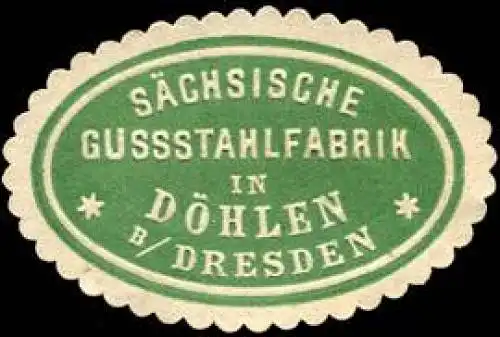 SÄCHSISCHE
GUSSSTAHLFABRIK
IN
* DÖHLEN *
B/DRESDEN